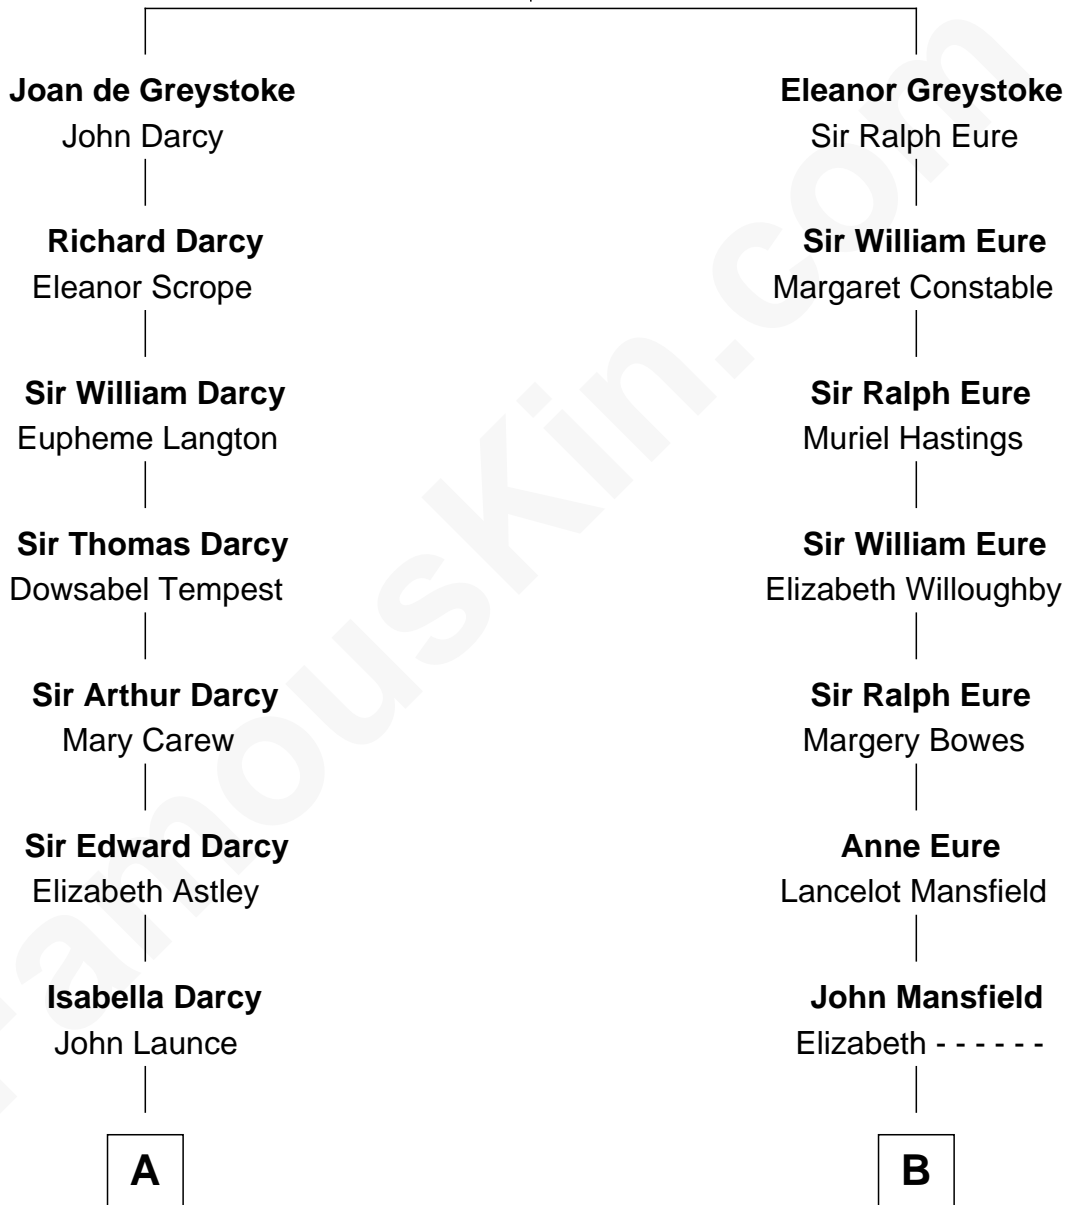 Joan de Greystoke
John Darcy
Richard Darcy
Eleanor Scrope
Sir William Darcy
Eupheme Langton
Sir Thomas Darcy
Dowsabel Tempest
Sir Arthur Darcy
Mary Carew
Sir Edward Darcy
Elizabeth Astley
Isabella Darcy
John Launce
A
Eleanor Greystoke
Sir Ralph Eure
Sir William Eure
Margaret Constable
Sir Ralph Eure
Muriel Hastings
Sir William Eure
Elizabeth Willoughby
Sir Ralph Eure
Margery Bowes
Anne Eure
Lancelot Mansfield
John Mansfield
Elizabeth - - - - - -
B
FamousKin.com